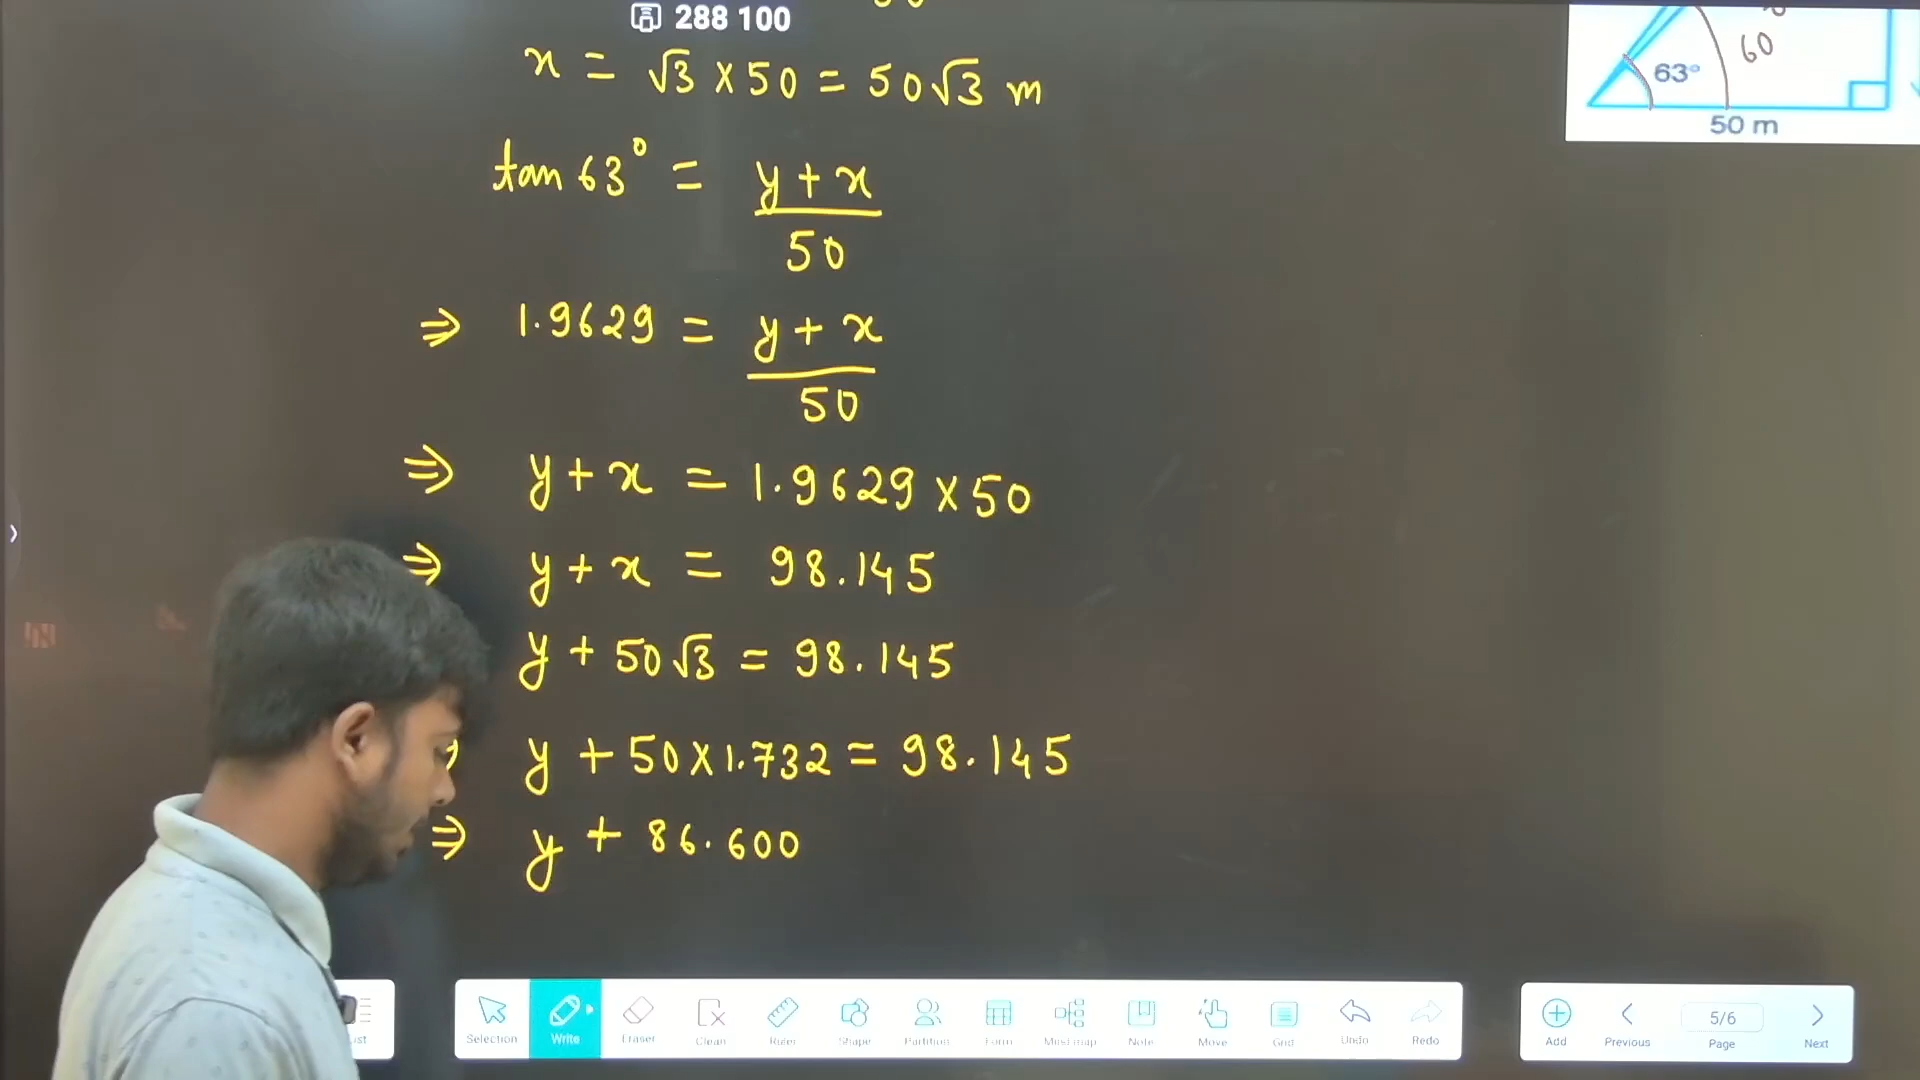 288 100
x = √3 × 50 = 50√3 m
60
63°
50 m
tan 63° = (y + x) / 50
⇒ 1.9629 = (y + x) / 50
⇒ y + x = 1.9629 × 50
⇒ y + x = 98.145
y + 50√3 = 98.145
y + 50 × 1.732 = 98.145
⇒ y + 86.600
Selection Write Eraser Clean Ruler Shape Partition Form Mind map Note Move Grid Undo Redo
Add Previous 5/6 Page Next